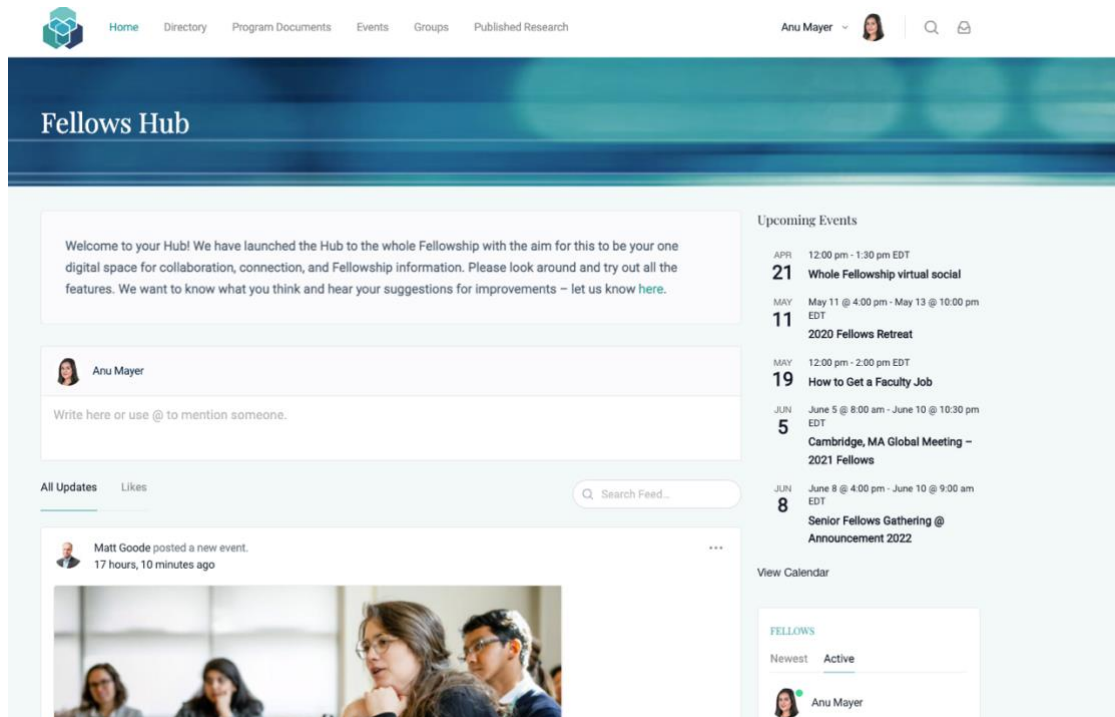 Home Directory Program Documents Events Groups Published Research
Anu Mayer
Fellows Hub
Welcome to your Hub! We have launched the Hub to the whole Fellowship with the aim for this to be your one
digital space for collaboration, connection, and Fellowship information. Please look around and try out all the
features. We want to know what you think and hear your suggestions for improvements – let us know here.
Anu Mayer
Write here or use @ to mention someone.
All Updates Likes
Search Feed...
Matt Goode posted a new event.
17 hours, 10 minutes ago
Upcoming Events
APR
21
12:00 pm - 1:30 pm EDT
Whole Fellowship virtual social
MAY
11
May 11 @ 4:00 pm - May 13 @ 10:00 pm
EDT
2020 Fellows Retreat
MAY
19
12:00 pm - 2:00 pm EDT
How to Get a Faculty Job
JUN
5
June 5 @ 8:00 am - June 10 @ 10:30 pm
EDT
Cambridge, MA Global Meeting –
2021 Fellows
JUN
8
June 8 @ 4:00 pm - June 10 @ 9:00 am
EDT
Senior Fellows Gathering @
Announcement 2022
View Calendar
FELLOWS
Newest Active
Anu Mayer